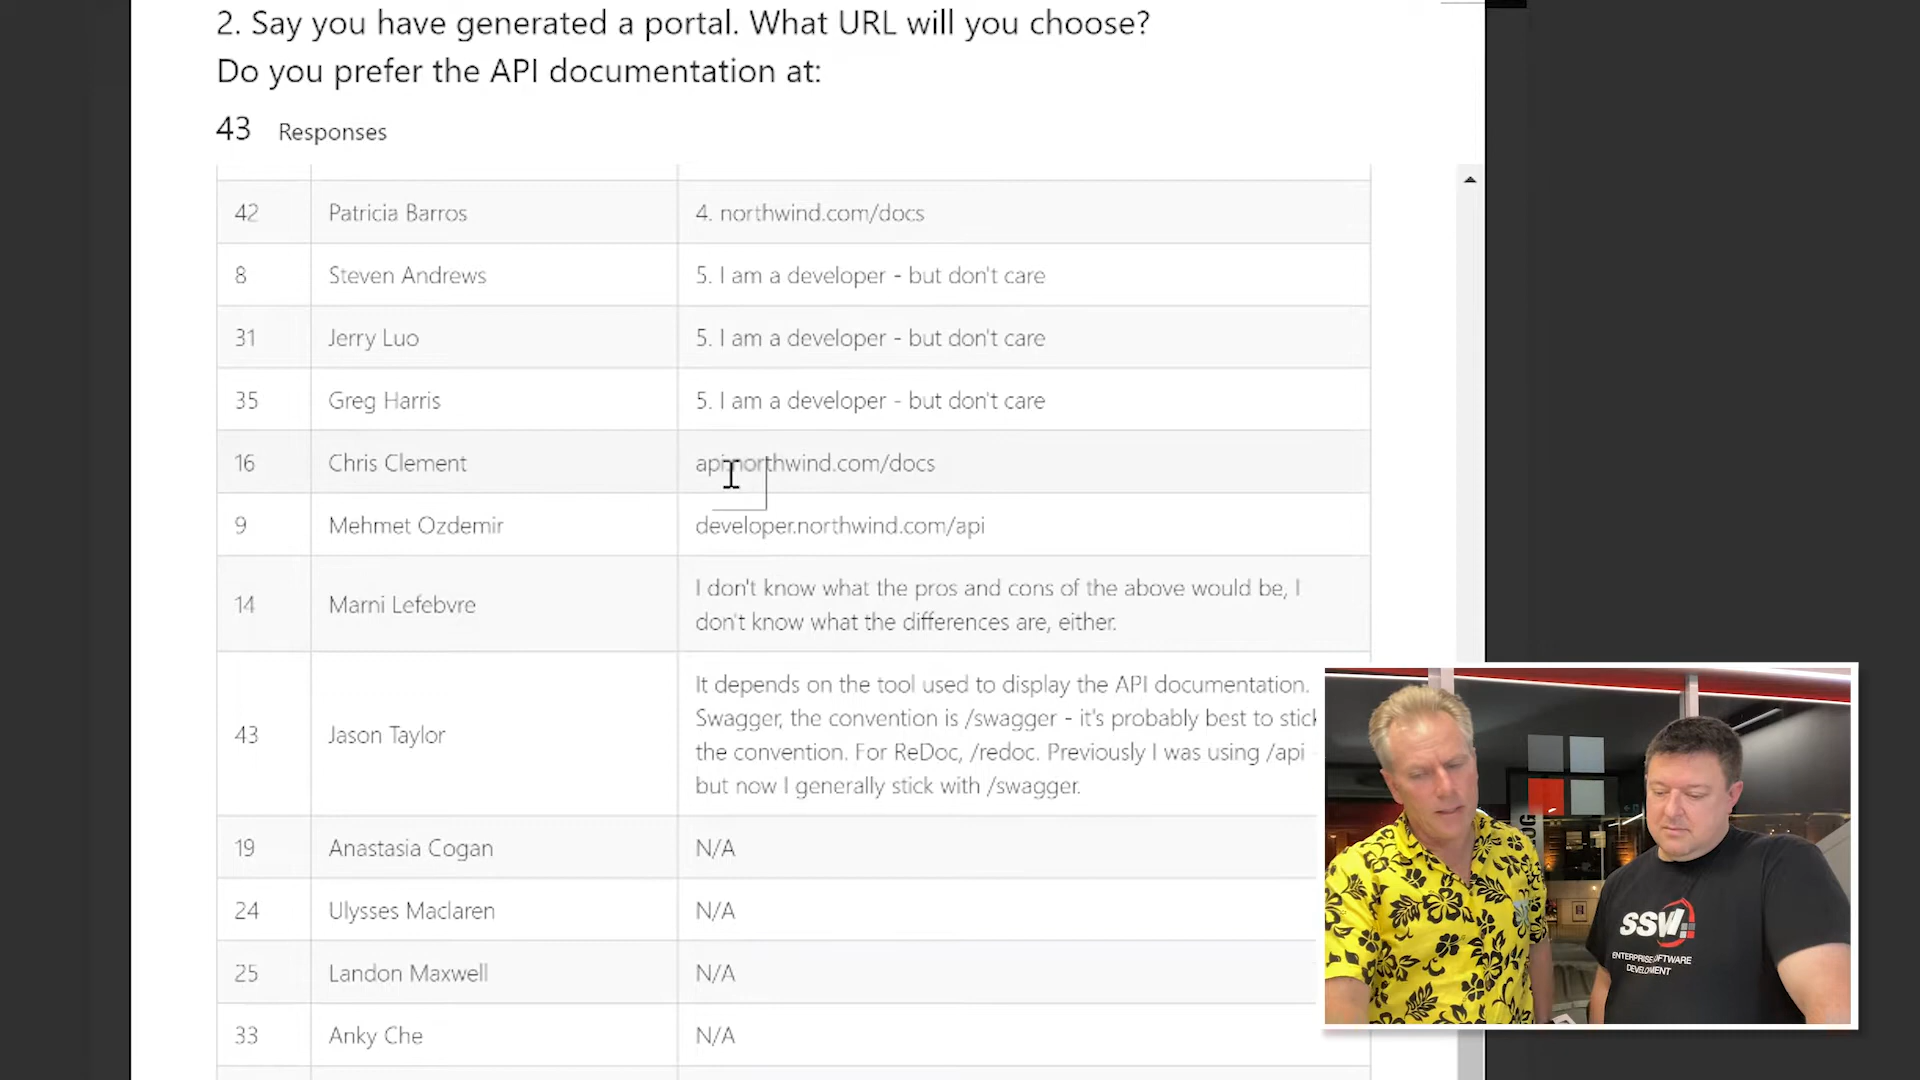 2. Say you have generated a portal. What URL will you choose?
Do you prefer the API documentation at:
43 Responses
42 Patricia Barros 4. northwind.com/docs
8 Steven Andrews 5. I am a developer - but don't care
31 Jerry Luo 5. I am a developer - but don't care
35 Greg Harris 5. I am a developer - but don't care
16 Chris Clement api.northwind.com/docs
9 Mehmet Ozdemir developer.northwind.com/api
14 Marni Lefebvre I don't know what the pros and cons of the above would be, I
don't know what the differences are, either.
43 Jason Taylor It depends on the tool used to display the API documentation.
Swagger, the convention is /swagger - it's probably best to stick
the convention. For ReDoc, /redoc. Previously I was using /api
but now I generally stick with /swagger.
19 Anastasia Cogan N/A
24 Ulysses Maclaren N/A
25 Landon Maxwell N/A
33 Anky Che N/A
SSW
ENTERPRISE SOFTWARE
DEVELOPMENT